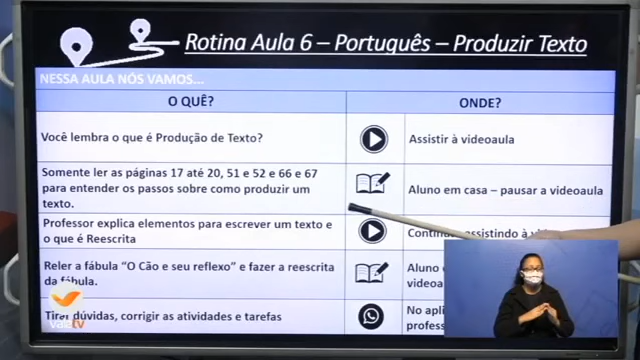 Rotina Aula 6 – Português – Produzir Texto
NESSA AULA NÓS VAMOS...
O QUÊ?
ONDE?
Você lembra o que é Produção de Texto?
Assistir à videoaula
Somente ler as páginas 17 até 20, 51 e 52 e 66 e 67
para entender os passos sobre como produzir um
texto.
Aluno em casa – pausar a videoaula
Professor explica elementos para escrever um texto e
o que é Reescrita
assistindo à
Reler a fábula "O Cão e seu reflexo" e fazer a reescrita
da fábula.
Aluno
videoa
Tirar dúvidas, corrigir as atividades e tarefas
No apli
profess
tv